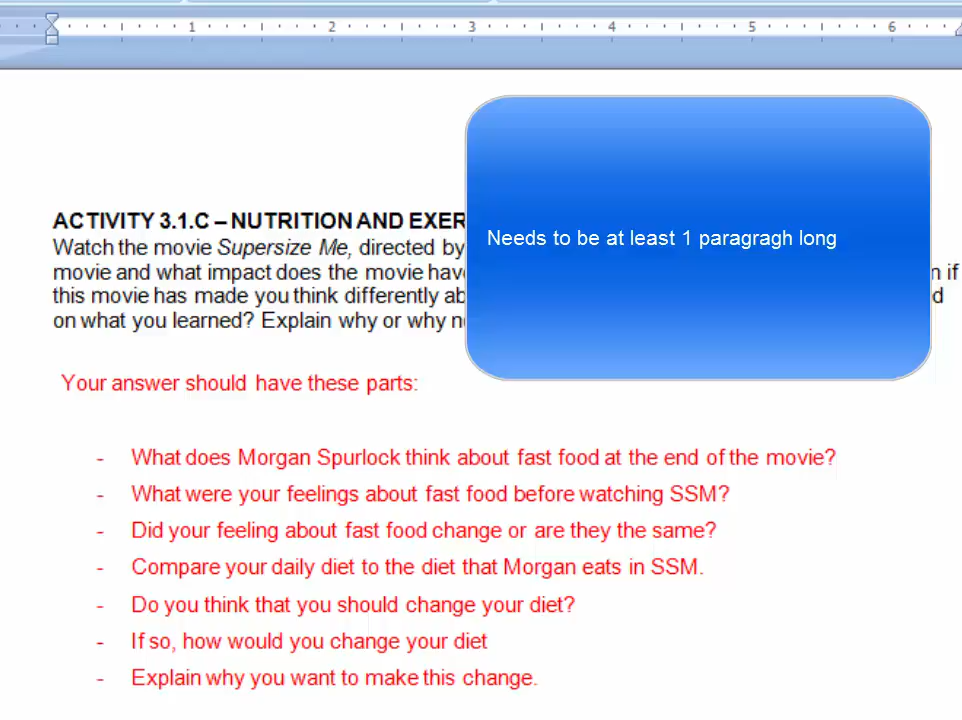 1 2 3 4 5 6
ACTIVITY 3.1.C – NUTRITION AND EXER
Watch the movie Supersize Me, directed by
movie and what impact does the movie have
n if
this movie has made you think differently ab
d
on what you learned? Explain why or why n
Needs to be at least 1 paragragh long
Your answer should have these parts:
- What does Morgan Spurlock think about fast food at the end of the movie?
- What were your feelings about fast food before watching SSM?
- Did your feeling about fast food change or are they the same?
- Compare your daily diet to the diet that Morgan eats in SSM.
- Do you think that you should change your diet?
- If so, how would you change your diet
- Explain why you want to make this change.